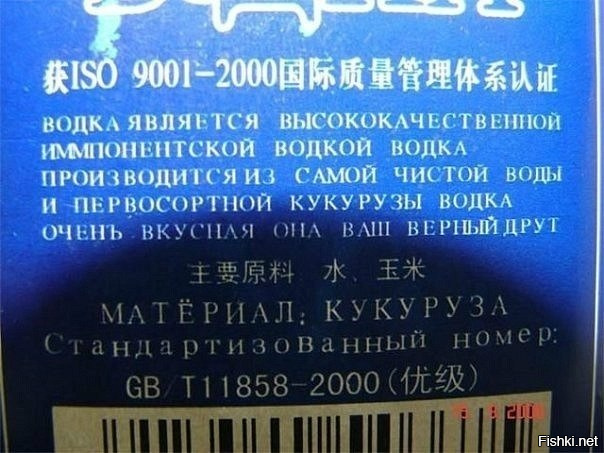 获ISO 9001-2000国际质量管理体系认证
ВОДКА ЯВЛЯЕТСЯ ВЫСОКОКАЧЕСТВЕННОЙ
ИММПОНЕНТСКОЙ ВОДКОЙ ВОДКА
ПРОИЗВОДИТСЯ ИЗ САМОЙ ЧИСТОЙ ВОДЫ
И ПЕРВОСОРТНОЙ КУКУРУЗЫ ВОДКА
ОЧЕНЪ ВКУСНАЯ ОНА ВАШ ВЕРНЫЙ ДРУТ
主要原料 水、玉米
МАТЁРИАЛ: КУКУРУЗА
Стандартизованный номер:
GB/T11858-2000(优级)
Fishki.net